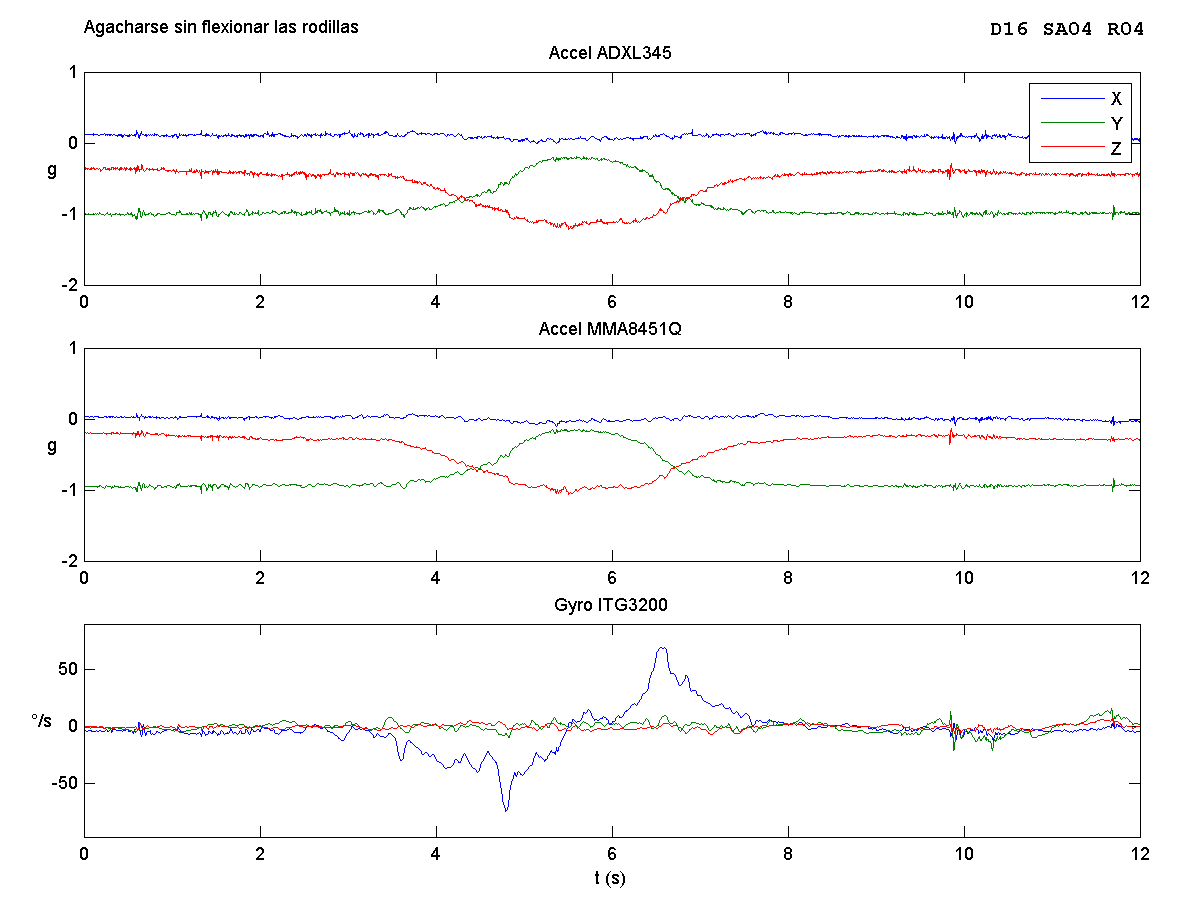 Agacharse sin flexionar las rodillas
D16 SA04 R04
Accel ADXL345
1
0
-1
-2
g
X
Y
Z
0 2 4 6 8 10 12
Accel MMA8451Q
1
0
-1
-2
g
0 2 4 6 8 10 12
Gyro ITG3200
50
0
-50
°/s
0 2 4 6 8 10 12
t (s)